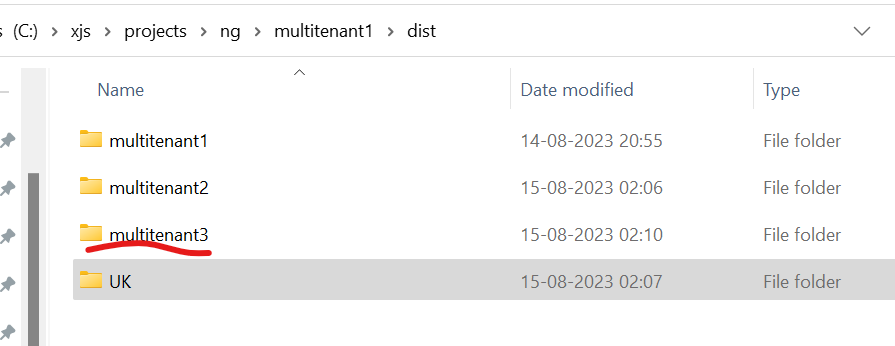 (C:) > xjs > projects > ng > multitenant1 > dist
Name Date modified Type
multitenant1 14-08-2023 20:55 File folder
multitenant2 15-08-2023 02:06 File folder
multitenant3 15-08-2023 02:10 File folder
UK 15-08-2023 02:07 File folder